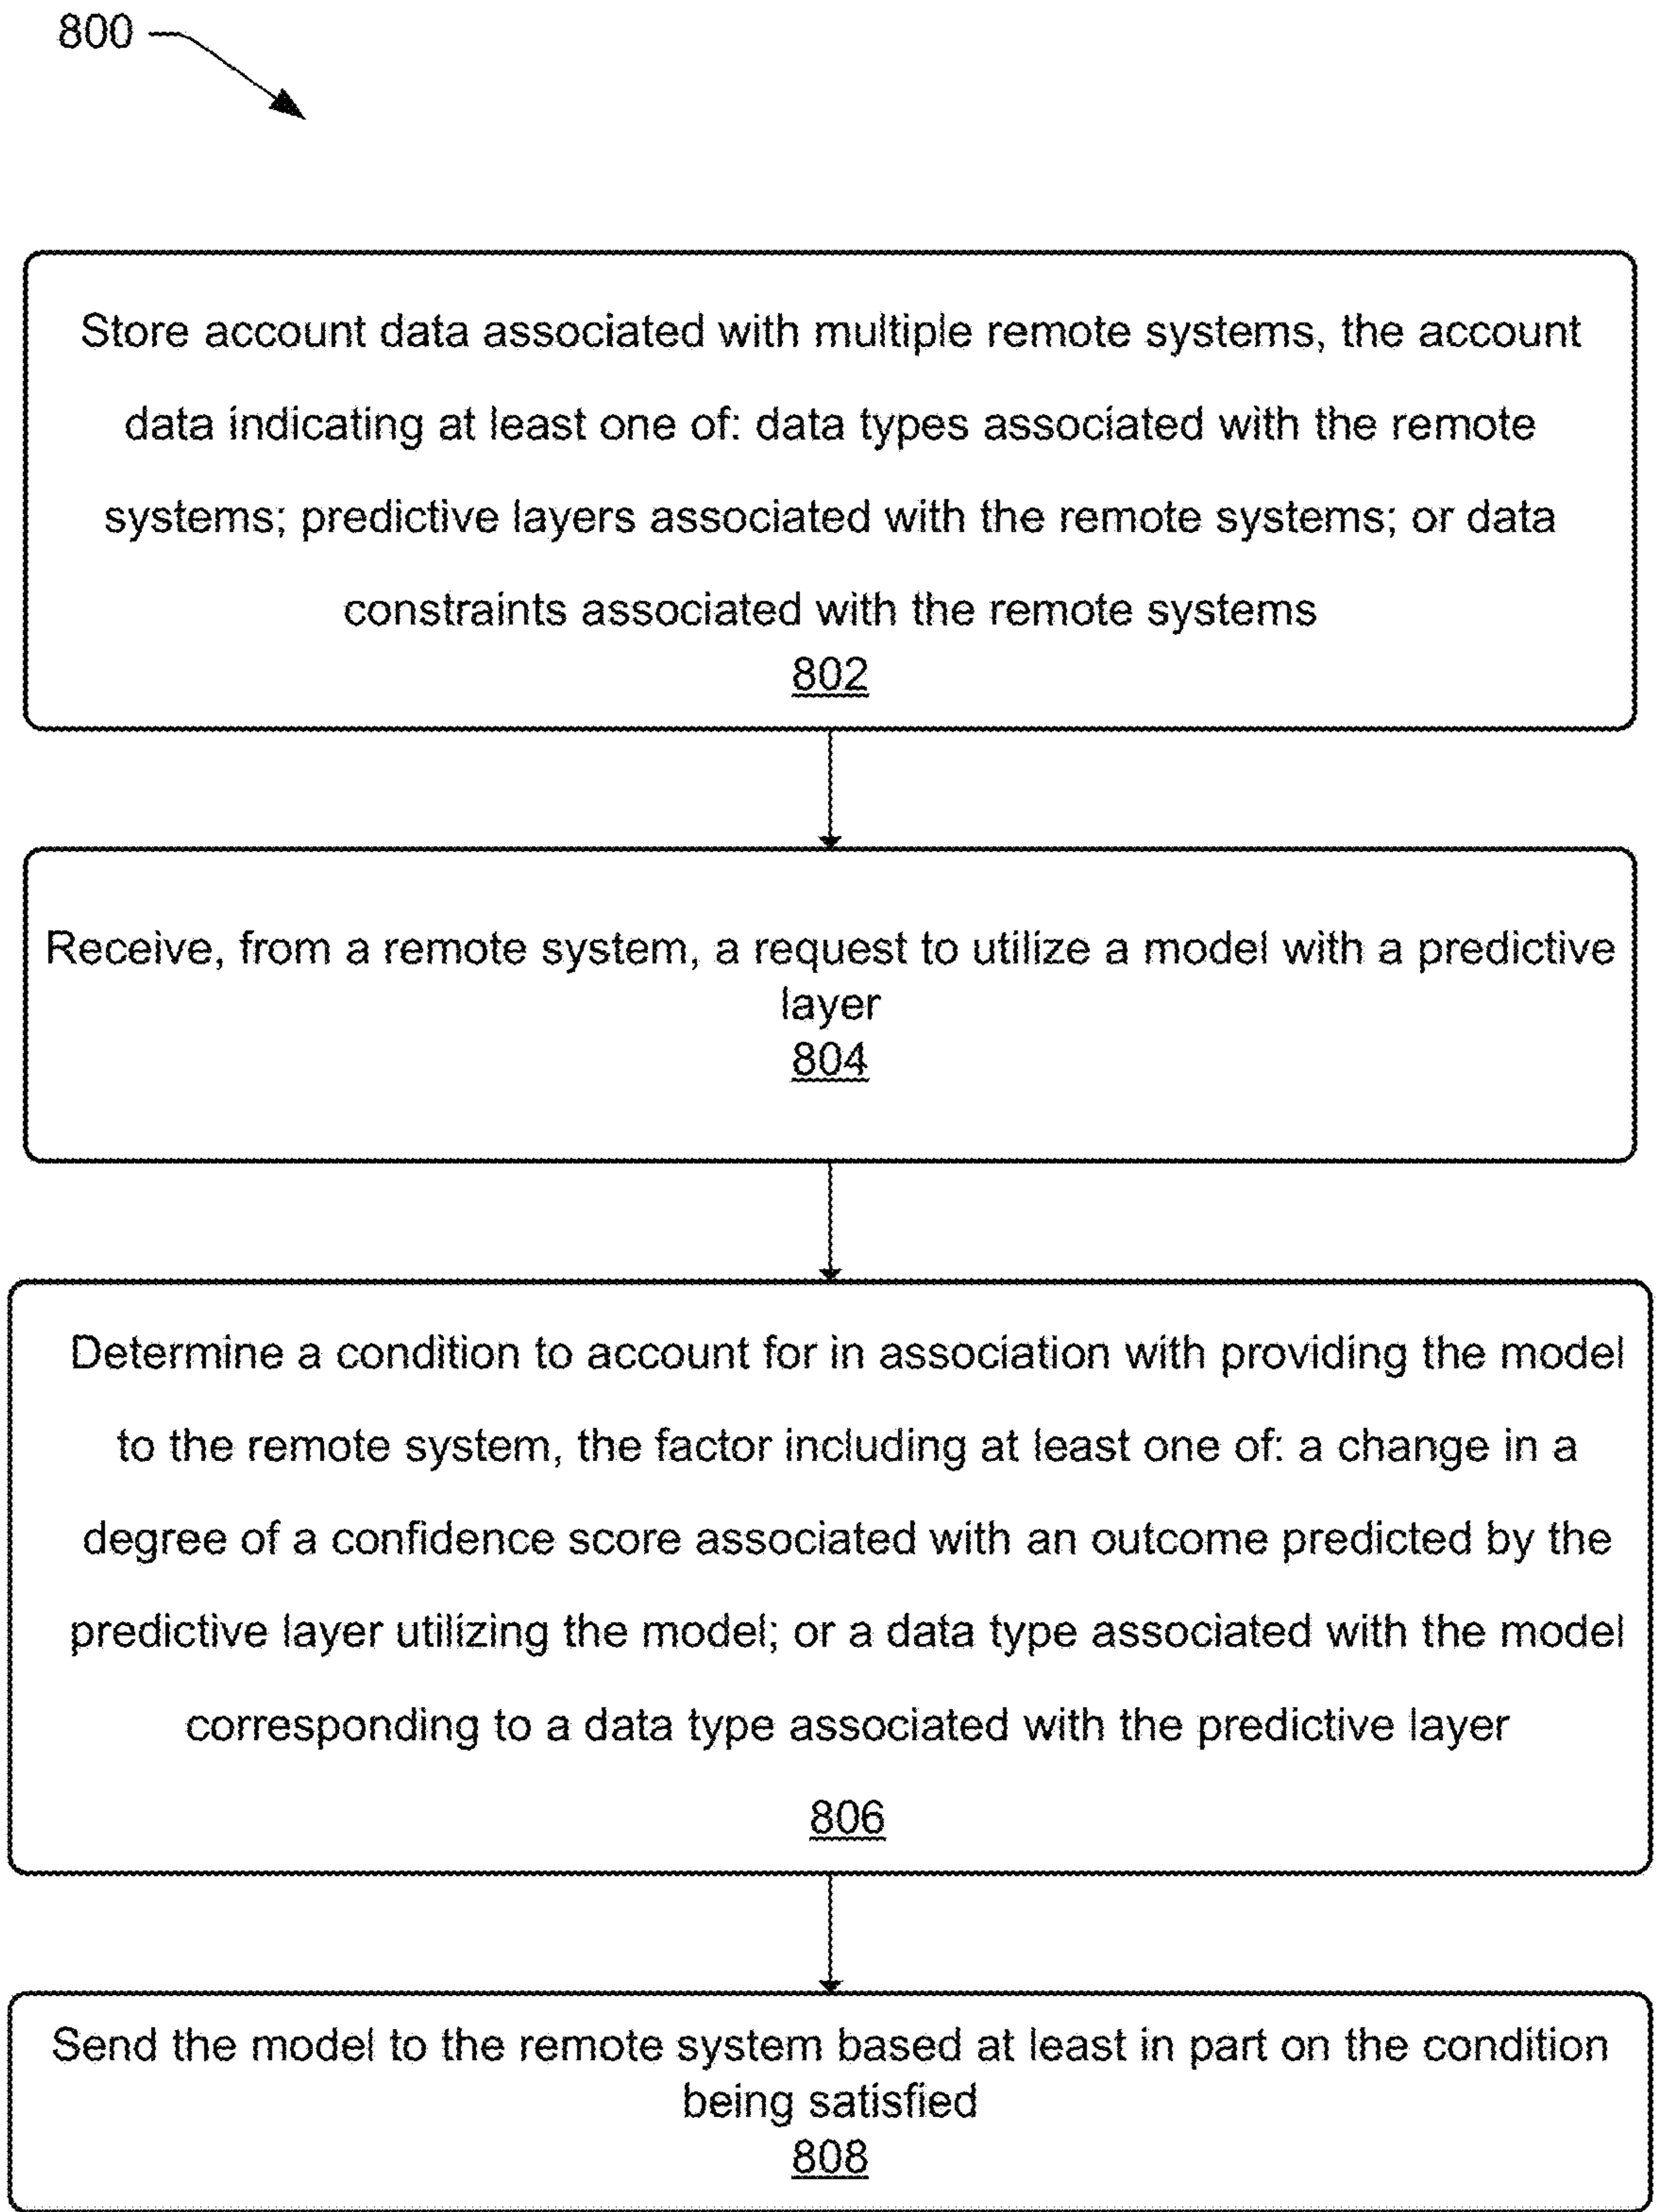 800
Store account data associated with multiple remote systems, the account
data indicating at least one of: data types associated with the remote
systems; predictive layers associated with the remote systems; or data
constraints associated with the remote systems
802
Receive, from a remote system, a request to utilize a model with a predictive
layer
804
Determine a condition to account for in association with providing the model
to the remote system, the factor including at least one of: a change in a
degree of a confidence score associated with an outcome predicted by the
predictive layer utilizing the model; or a data type associated with the model
corresponding to a data type associated with the predictive layer
806
Send the model to the remote system based at least in part on the condition
being satisfied
808